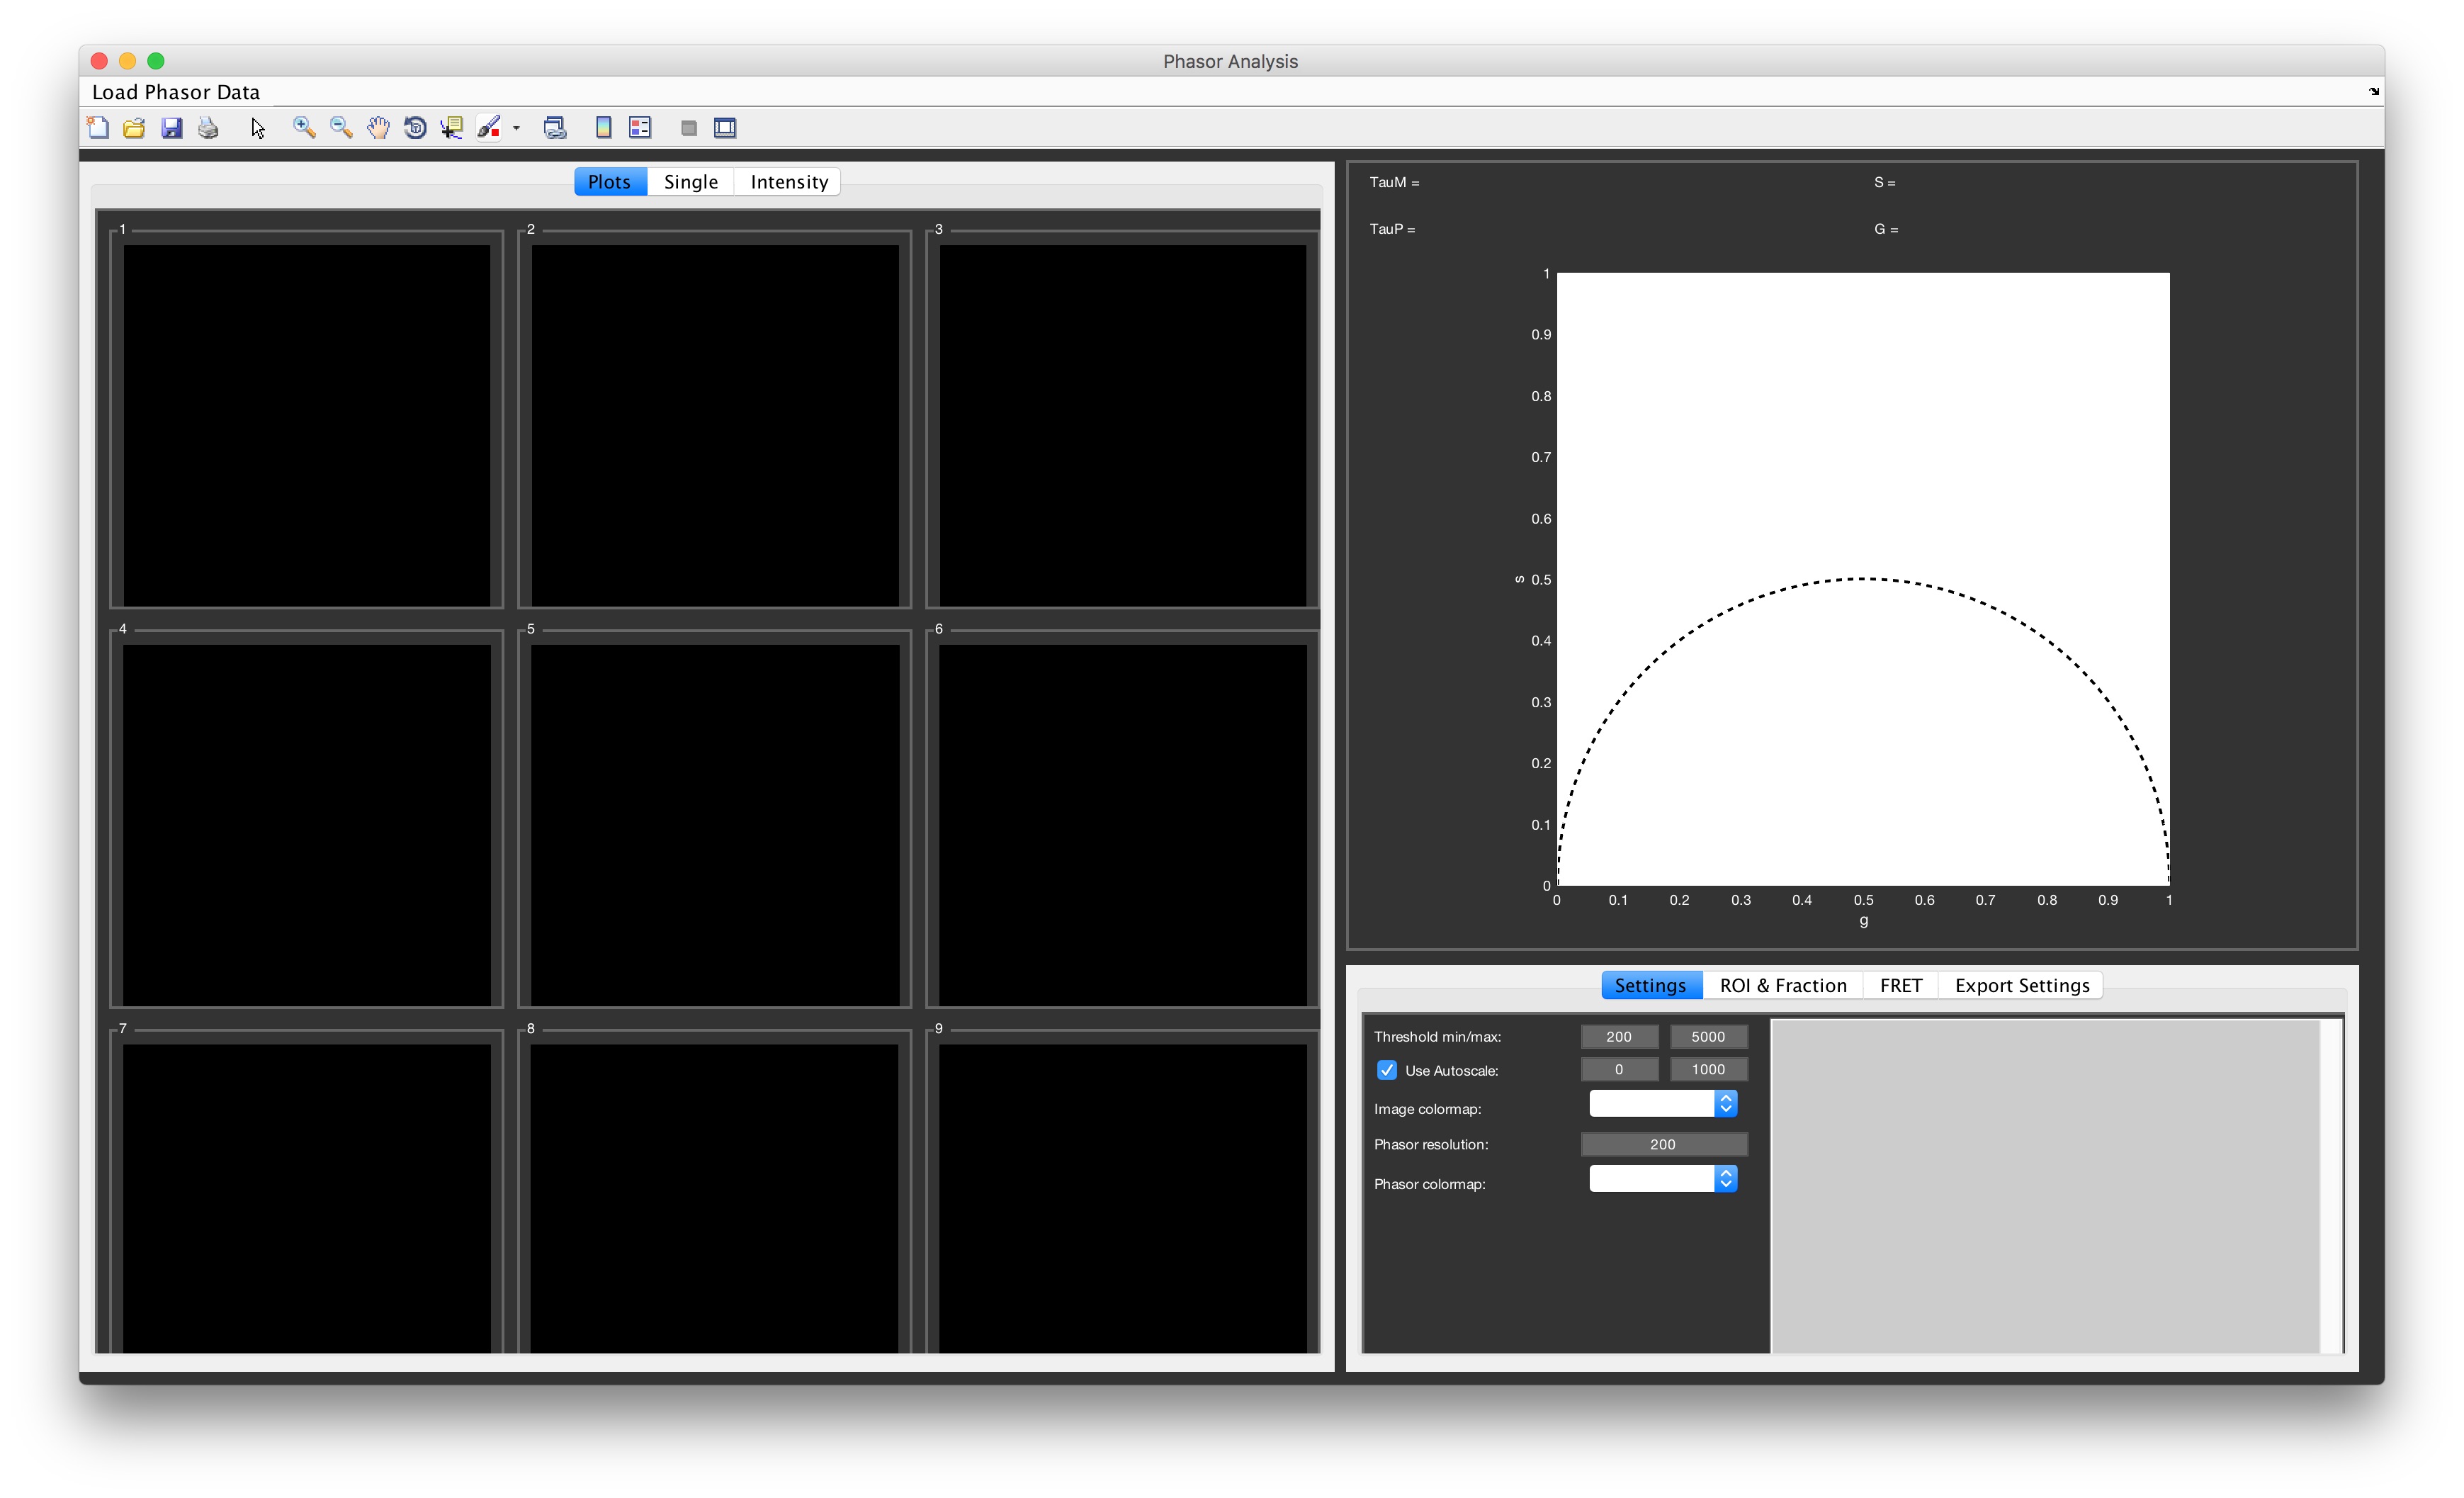 Phasor Analysis
Load Phasor Data
Plots Single Intensity
1 2 3
4 5 6
7 8 9
TauM = S =
TauP = G =
1
0.9
0.8
0.7
0.6
s 0.5
0.4
0.3
0.2
0.1
0
0 0.1 0.2 0.3 0.4 0.5 0.6 0.7 0.8 0.9 1
g
Settings ROI & Fraction FRET Export Settings
Threshold min/max: 200 5000
Use Autoscale: 0 1000
Image colormap:
Phasor resolution: 200
Phasor colormap: